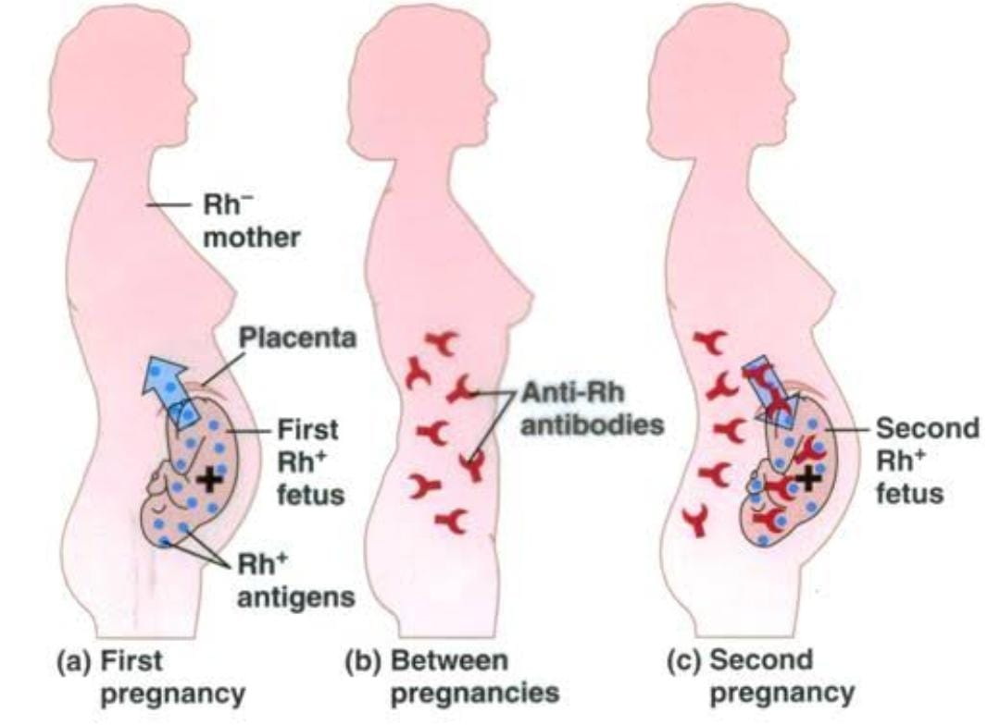 Rh⁻
mother
Placenta
First
Rh⁺
fetus
Rh⁺
antigens
(a) First
pregnancy
Anti-Rh
antibodies
(b) Between
pregnancies
Second
Rh⁺
fetus
(c) Second
pregnancy